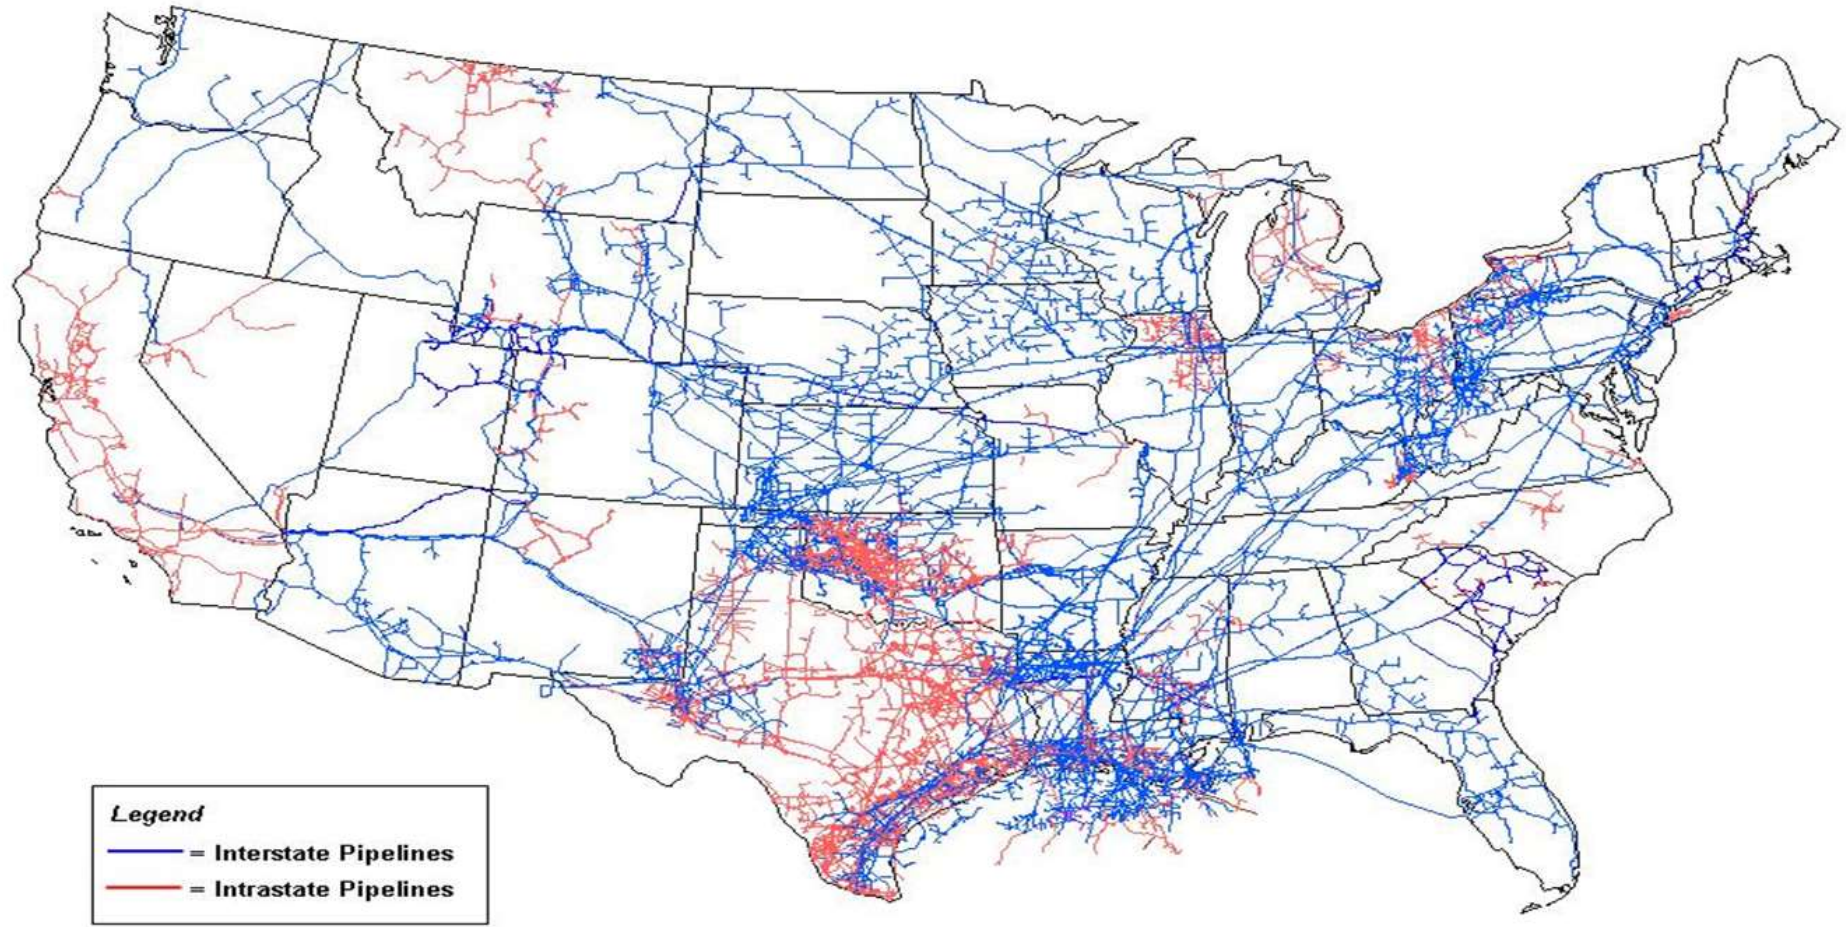 Legend
= Interstate Pipelines
= Intrastate Pipelines